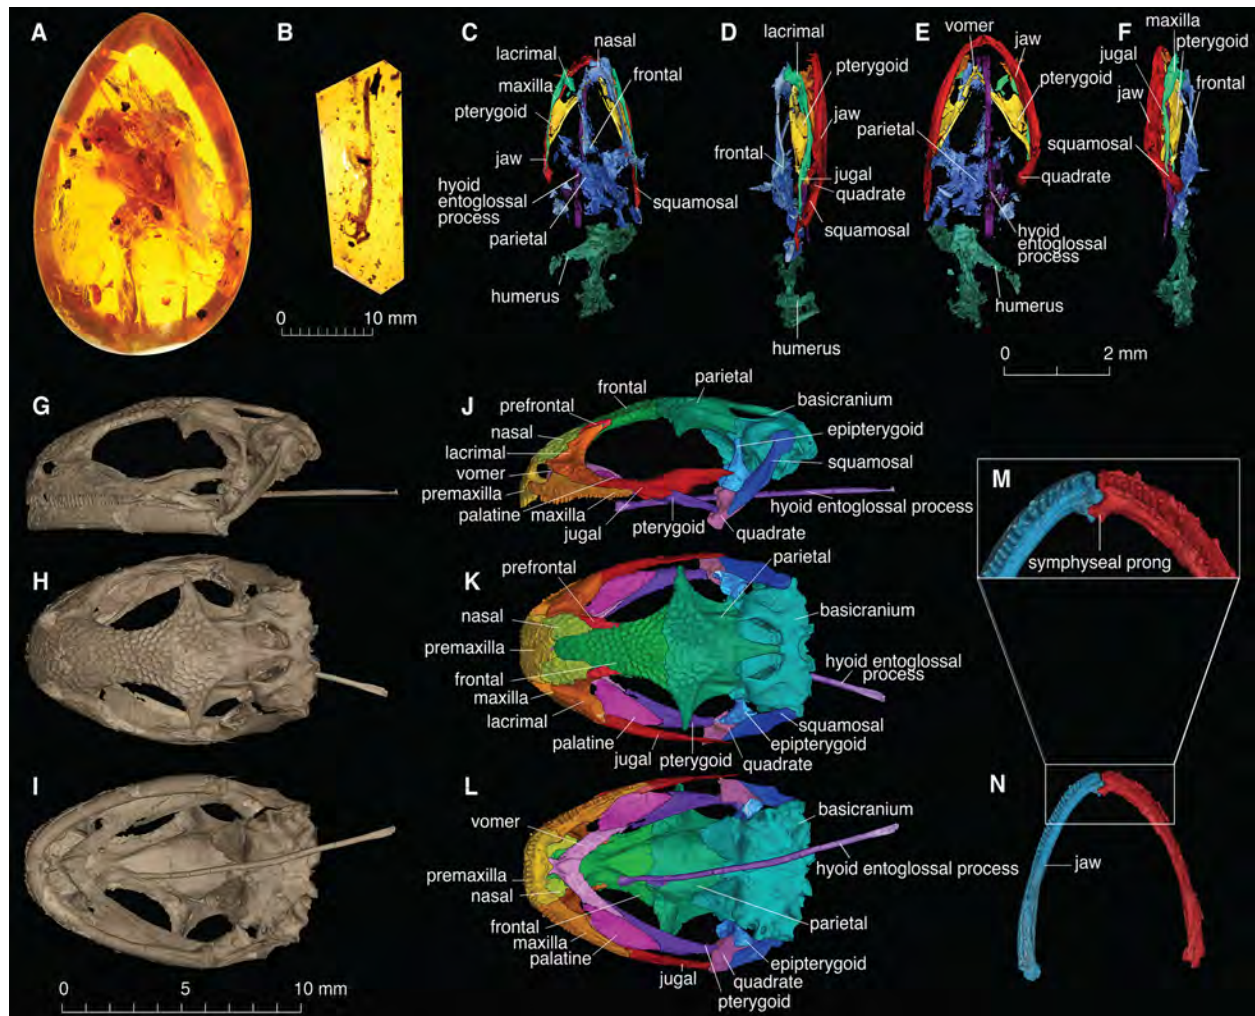 A
B
10 mm
0
C
lacrimal
nasal
maxilla
frontal
pterygoid
jaw
hyoid
entoglossal
process
parietal
squamosal
humerus
D
lacrimal
pterygoid
jaw
frontal
jugal
quadrate
squamosal
humerus
E
vomer
jaw
pterygoid
parietal
quadrate
hyoid
entoglossal
process
humerus
F
maxilla
pterygoid
jugal
jaw
frontal
squamosal
0
2 mm
G
H
I
0
5
10 mm
J
frontal
parietal
prefrontal
basicranium
nasal
epipterygoid
lacrimal
squamosal
vomer
premaxilla
palatine
maxilla
hyoid entoglossal process
jugal
pterygoid
quadrate
K
parietal
prefrontal
nasal
basicranium
premaxilla
hyoid entoglossal
process
frontal
maxilla
lacrimal
squamosal
palatine
epipterygoid
jugal
pterygoid
quadrate
L
basicranium
vomer
hyoid entoglossal process
premaxilla
nasal
frontal
parietal
maxilla
palatine
epipterygoid
jugal
quadrate
pterygoid
M
symphyseal prong
N
jaw